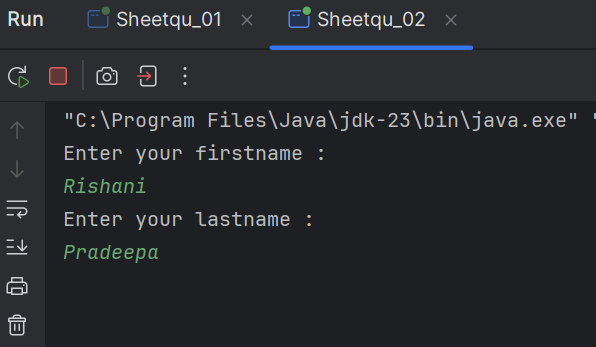 Run Sheetqu_01 × Sheetqu_02 ×
"C:\Program Files\Java\jdk-23\bin\java.exe" "
Enter your firstname :
Rishani
Enter your lastname :
Pradeepa